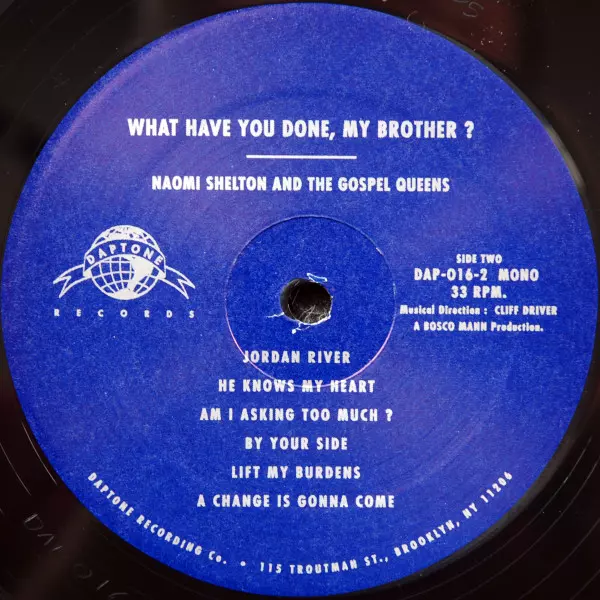 WHAT HAVE YOU DONE, MY BROTHER ?
NAOMI SHELTON AND THE GOSPEL QUEENS
DAPTONE
RECORDS
SIDE TWO
DAP-016-2 MONO
33 RPM.
Musical Direction : CLIFF DRIVER
A BOSCO MANN Production.
JORDAN RIVER
HE KNOWS MY HEART
AM I ASKING TOO MUCH ?
BY YOUR SIDE
LIFT MY BURDENS
A CHANGE IS GONNA COME
DAPTONE RECORDING Co. • 115 TROUTMAN ST., BROOKLYN, NY 11206